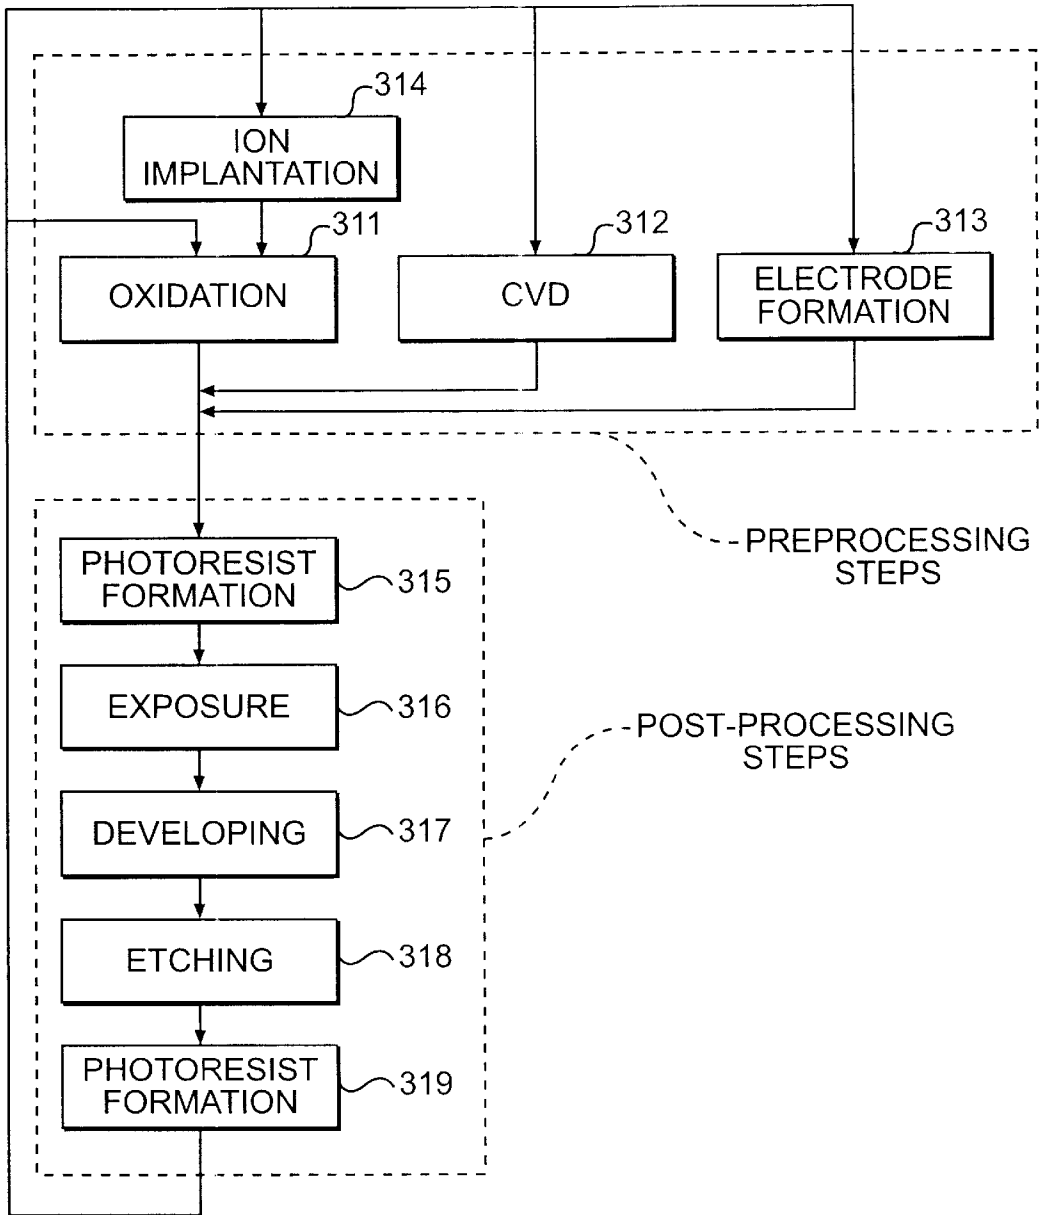 314
ION
IMPLANTATION
311
312
313
OXIDATION
CVD
ELECTRODE
FORMATION
PREPROCESSING
STEPS
PHOTORESIST
FORMATION
315
EXPOSURE
316
POST-PROCESSING
STEPS
DEVELOPING
317
ETCHING
318
PHOTORESIST
FORMATION
319